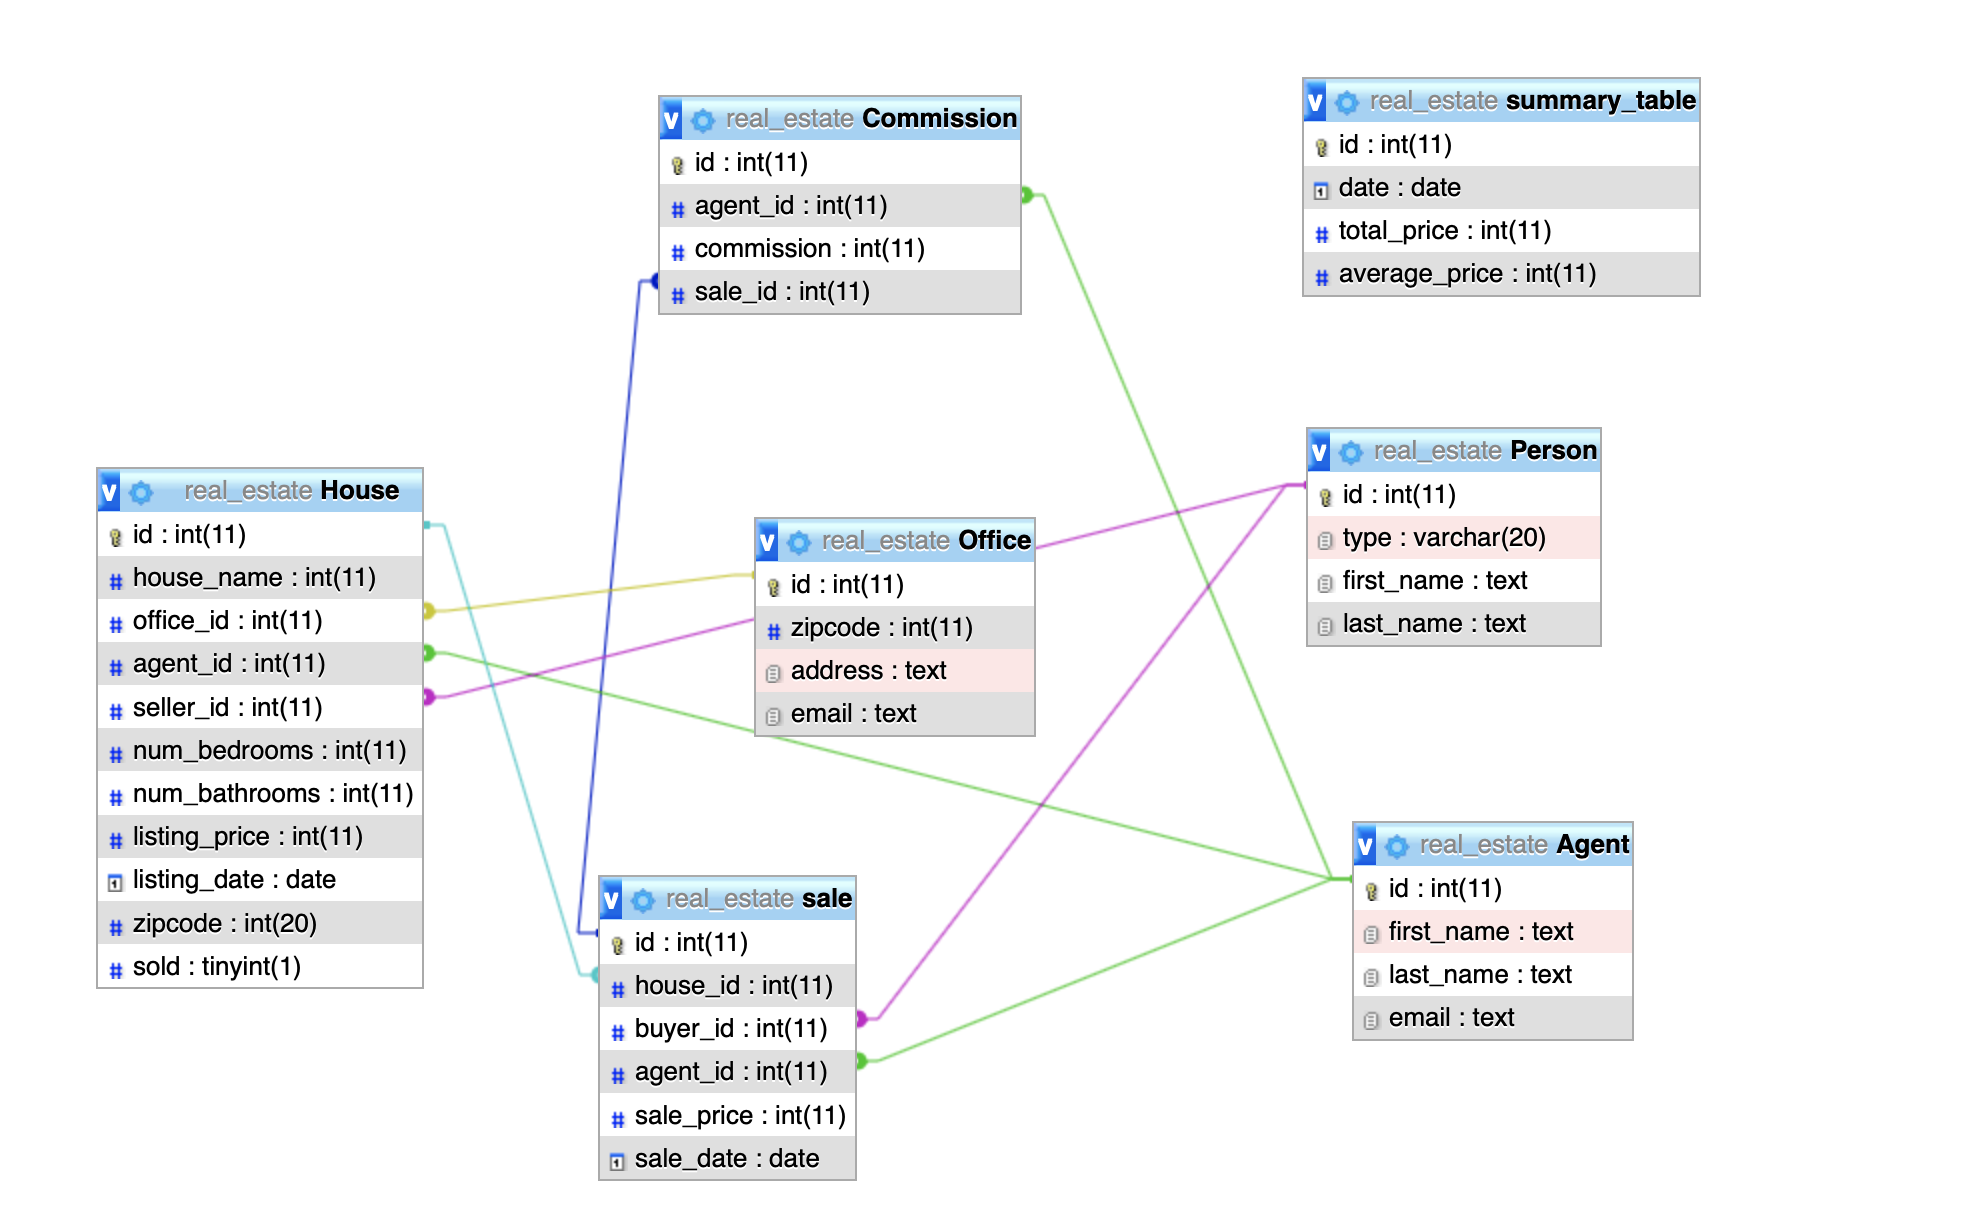 real_estate Commission
id : int(11)
agent_id : int(11)
commission : int(11)
sale_id : int(11)
real_estate summary_table
id : int(11)
date : date
total_price : int(11)
average_price : int(11)
real_estate House
id : int(11)
house_name : int(11)
office_id : int(11)
agent_id : int(11)
seller_id : int(11)
num_bedrooms : int(11)
num_bathrooms : int(11)
listing_price : int(11)
listing_date : date
zipcode : int(20)
sold : tinyint(1)
real_estate Office
id : int(11)
zipcode : int(11)
address : text
email : text
real_estate Person
id : int(11)
type : varchar(20)
first_name : text
last_name : text
real_estate sale
id : int(11)
house_id : int(11)
buyer_id : int(11)
agent_id : int(11)
sale_price : int(11)
sale_date : date
real_estate Agent
id : int(11)
first_name : text
last_name : text
email : text